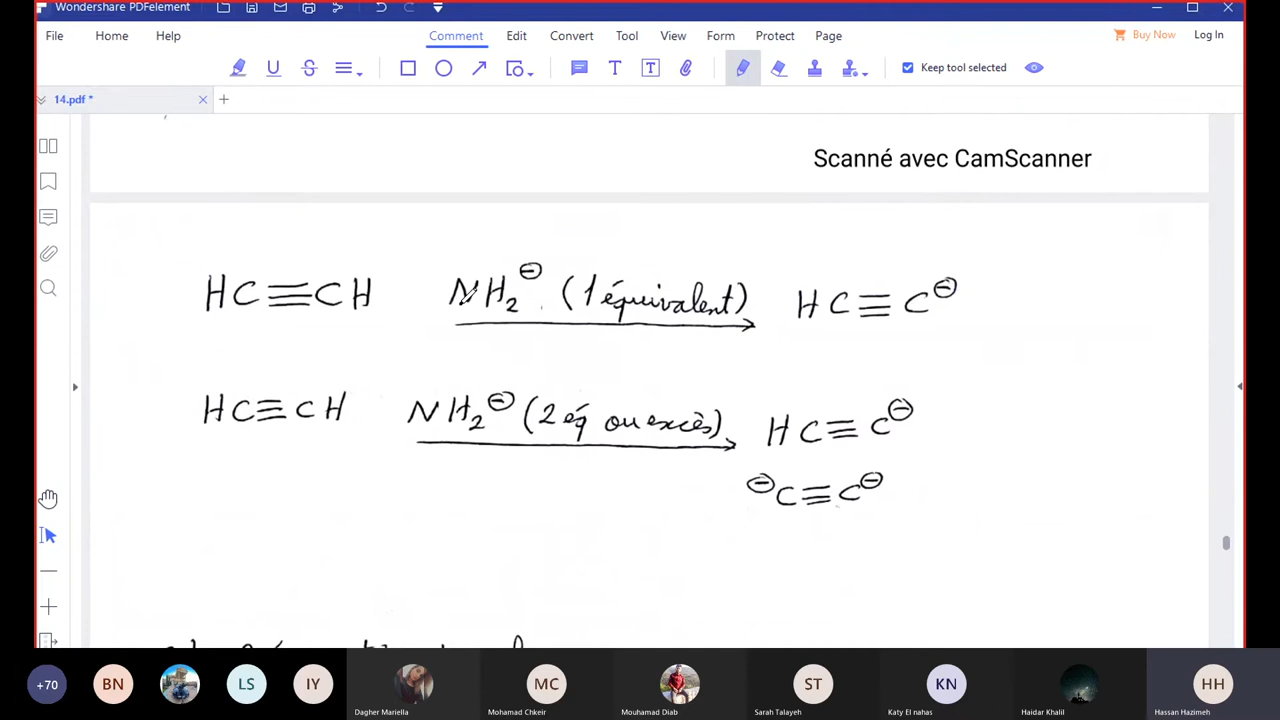 Wondershare PDFelement
File Home Help Comment Edit Convert Tool View Form Protect Page Buy Now Log In
Keep tool selected
14.pdf *
Scanné avec CamScanner
HC≡CH NH₂⊖ (1 équivalent) HC≡C⊖
HC≡CH NH₂⊖ (2 éq ou excès) HC≡C⊖
⊖C≡C⊖
+70 BN LS IY MC ST KN HH
Dagher Mariella Mohamad Chkeir Mouhamad Diab Sarah Talayeh Katy El nahas Haidar Khalil Hassan Hazimeh